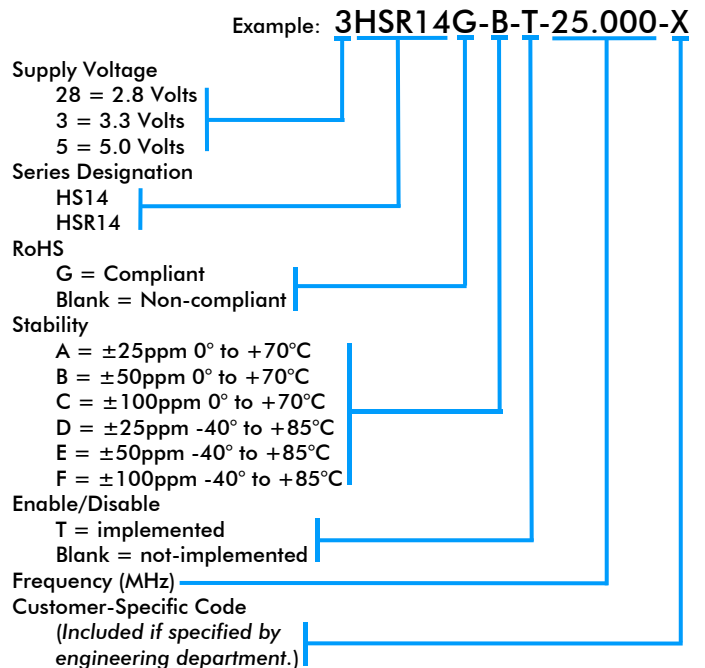 Example: 3HSR14G-B-T-25.000-X
Supply Voltage
28 = 2.8 Volts
3 = 3.3 Volts
5 = 5.0 Volts
Series Designation
HS14
HSR14
RoHS
G = Compliant
Blank = Non-compliant
Stability
A = ±25ppm 0° to +70°C
B = ±50ppm 0° to +70°C
C = ±100ppm 0° to +70°C
D = ±25ppm -40° to +85°C
E = ±50ppm -40° to +85°C
F = ±100ppm -40° to +85°C
Enable/Disable
T = implemented
Blank = not-implemented
Frequency (MHz)
Customer-Specific Code
(Included if specified by
engineering department.)